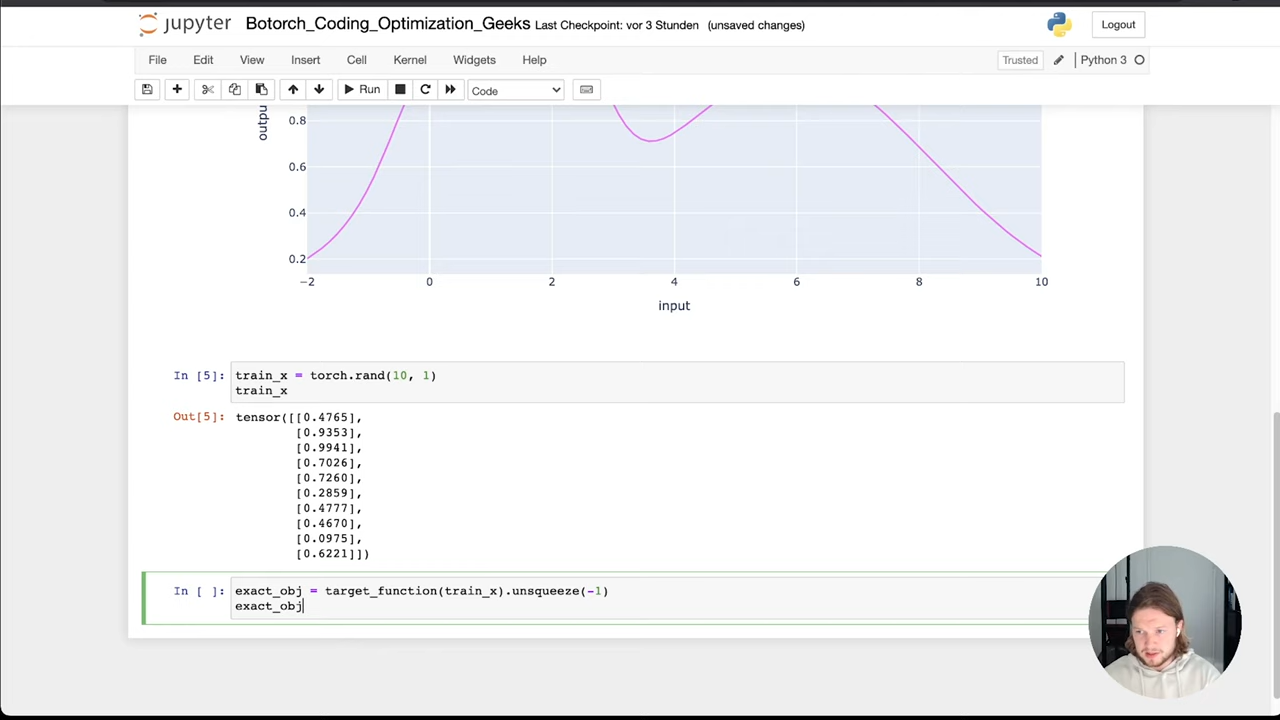 jupyter Botorch_Coding_Optimization_Geeks Last Checkpoint: vor 3 Stunden (unsaved changes) Logout
File Edit View Insert Cell Kernel Widgets Help Trusted Python 3
Run Code
output
0.8
0.6
0.4
0.2
−2 0 2 4 6 8 10
input
In [5]: train_x = torch.rand(10, 1)
train_x
Out[5]: tensor([[0.4765],
[0.9353],
[0.9941],
[0.7026],
[0.7260],
[0.2859],
[0.4777],
[0.4670],
[0.0975],
[0.6221]])
In [ ]: exact_obj = target_function(train_x).unsqueeze(-1)
exact_obj